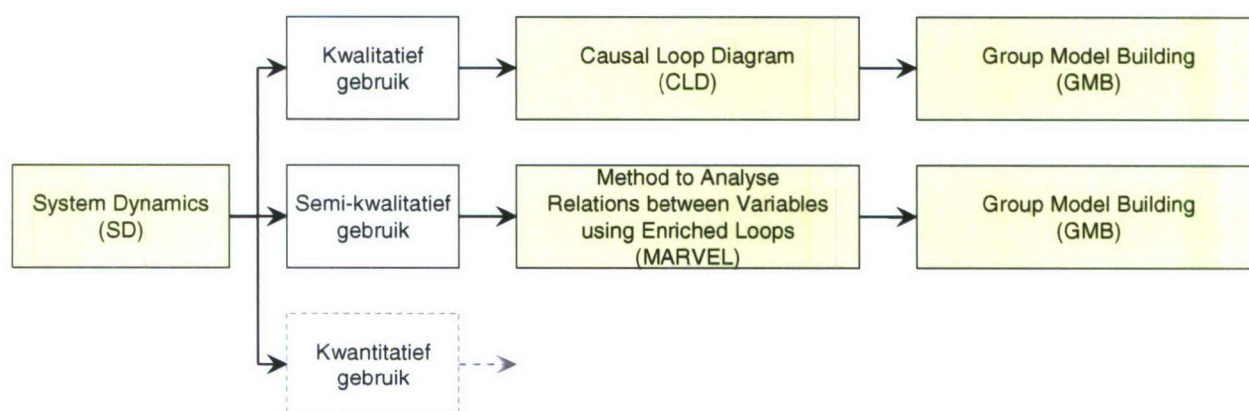 Kwalitatief
gebruik
Causal Loop Diagram
(CLD)
Group Model Building
(GMB)
System Dynamics
(SD)
Semi-kwalitatief
gebruik
Method to Analyse
Relations between Variables
using Enriched Loops
(MARVEL)
Group Model Building
(GMB)
Kwantitatief
gebruik